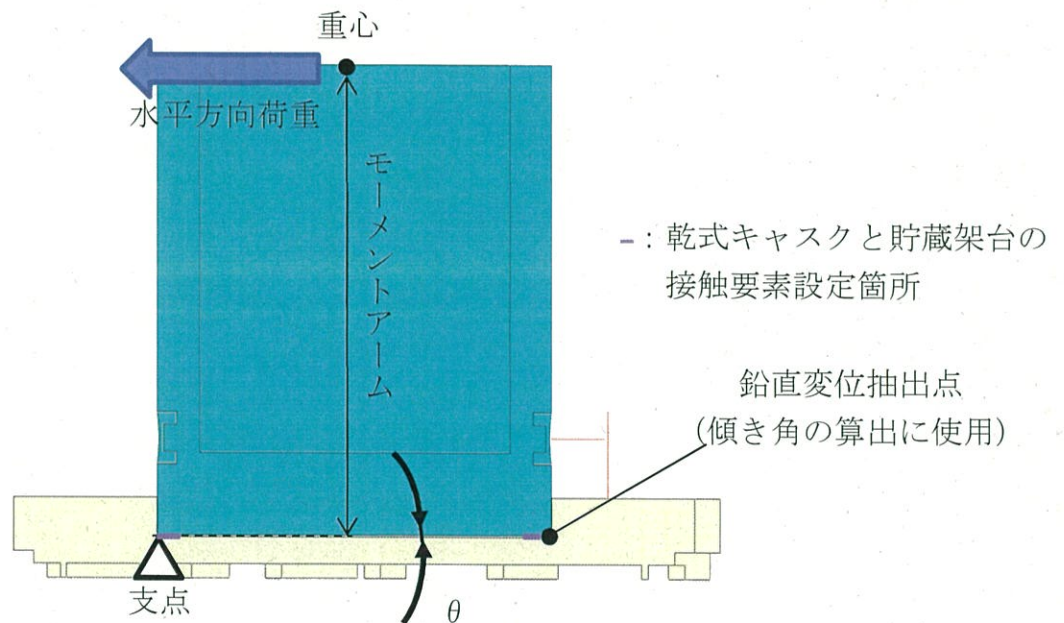 重心
水平方向荷重
モーメントアーム
-：乾式キャスクと貯蔵架台の
接触要素設定箇所
鉛直変位抽出点
(傾き角の算出に使用)
支点
θ